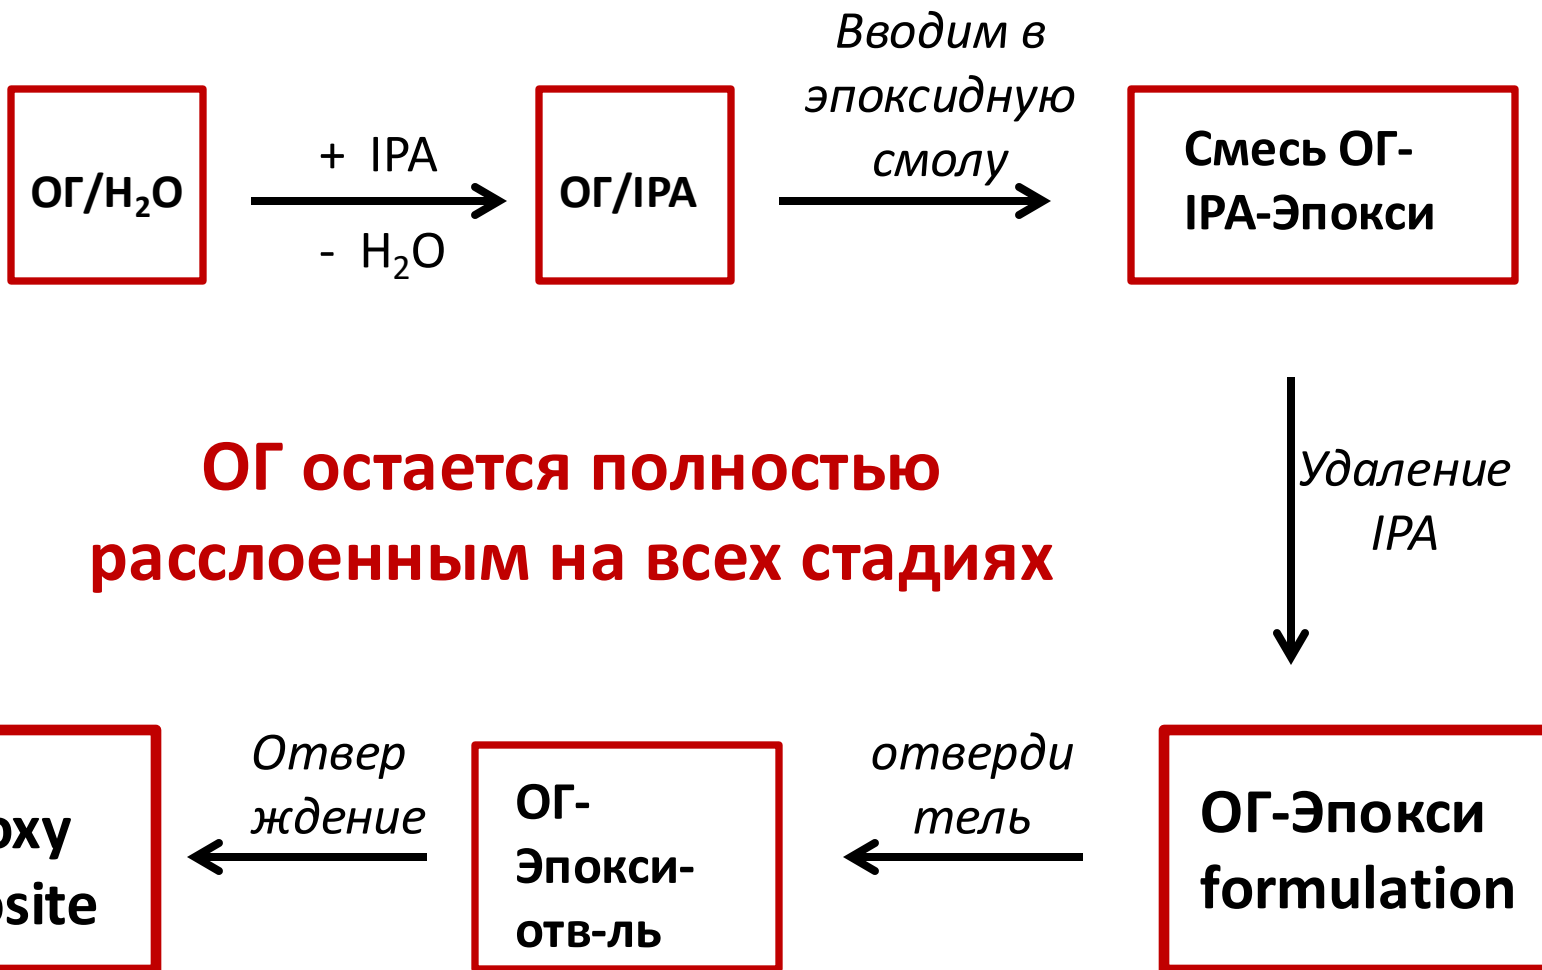 ОГ/H₂O
+ IPA
- H₂O
ОГ/IPA
Вводим в
эпоксидную
смолу
Смесь ОГ-
IPA-Эпокси
Удаление
IPA
ОГ остается полностью
расслоенным на всех стадиях
ОГ-Эпокси
formulation
отверди
тель
ОГ-
Эпокси-
отв-ль
Отвер
ждение